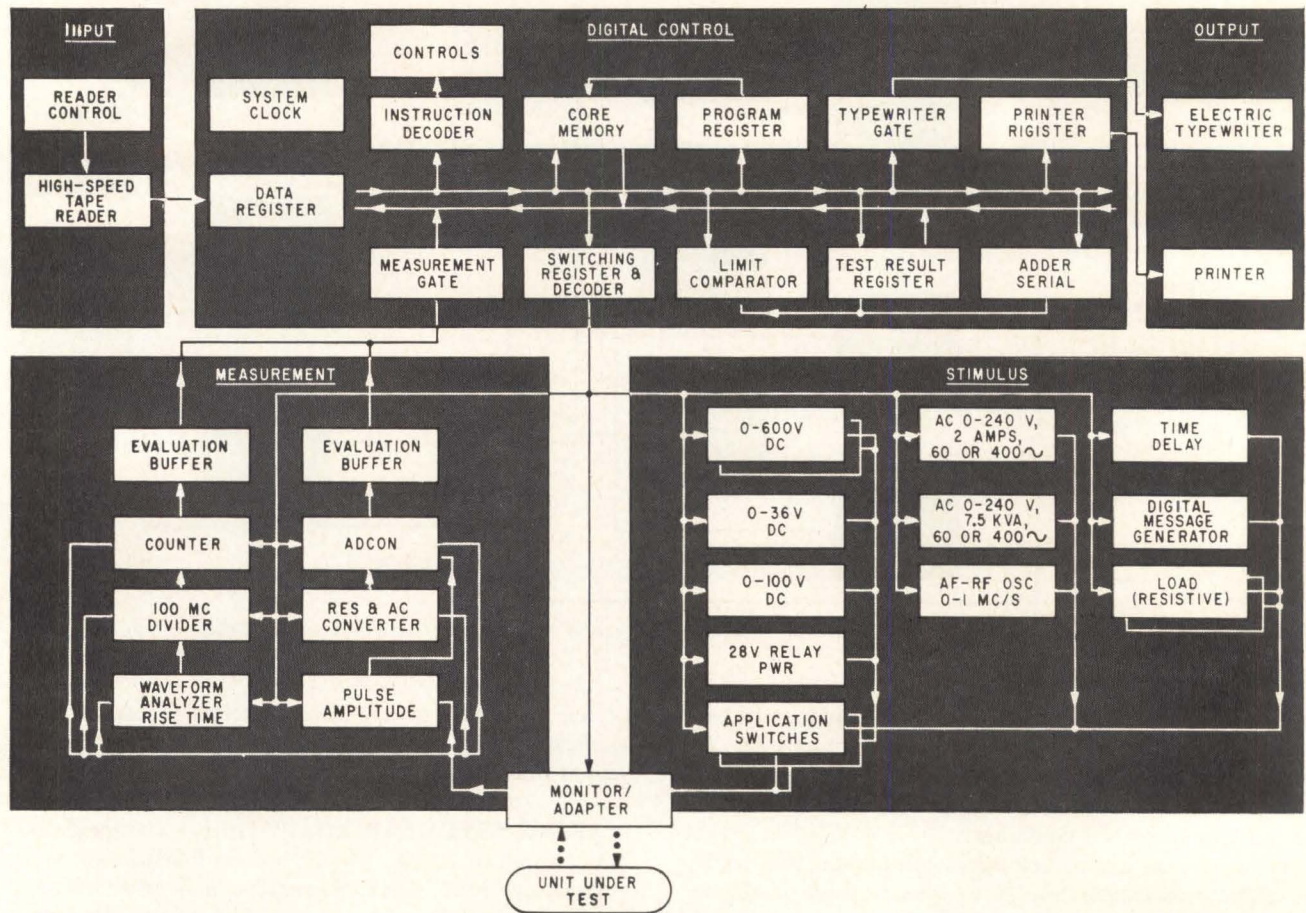 INPUT
READER
CONTROL
HIGH-SPEED
TAPE
READER
DIGITAL CONTROL
CONTROLS
SYSTEM
CLOCK
INSTRUCTION
DECODER
CORE
MEMORY
PROGRAM
REGISTER
TYPEWRITER
GATE
PRINTER
RIGISTER
DATA
REGISTER
MEASUREMENT
GATE
SWITCHING
REGISTER &
DECODER
LIMIT
COMPARATOR
TEST RESULT
REGISTER
ADDER
SERIAL
OUTPUT
ELECTRIC
TYPEWRITER
PRINTER
MEASUREMENT
EVALUATION
BUFFER
EVALUATION
BUFFER
COUNTER
ADCON
100 MC
DIVIDER
RES & AC
CONVERTER
WAVEFORM
ANALYZER
RISE TIME
PULSE
AMPLITUDE
STIMULUS
0-600V
DC
AC 0-240 V,
2 AMPS,
60 OR 400~
TIME
DELAY
0-36V
DC
AC 0-240 V,
7.5 KVA,
60 OR 400~
DIGITAL
MESSAGE
GENERATOR
0-100V
DC
AF-RF OSC
0-1 MC/S
LOAD
(RESISTIVE)
28V RELAY
PWR
APPLICATION
SWITCHES
MONITOR/
ADAPTER
UNIT UNDER
TEST